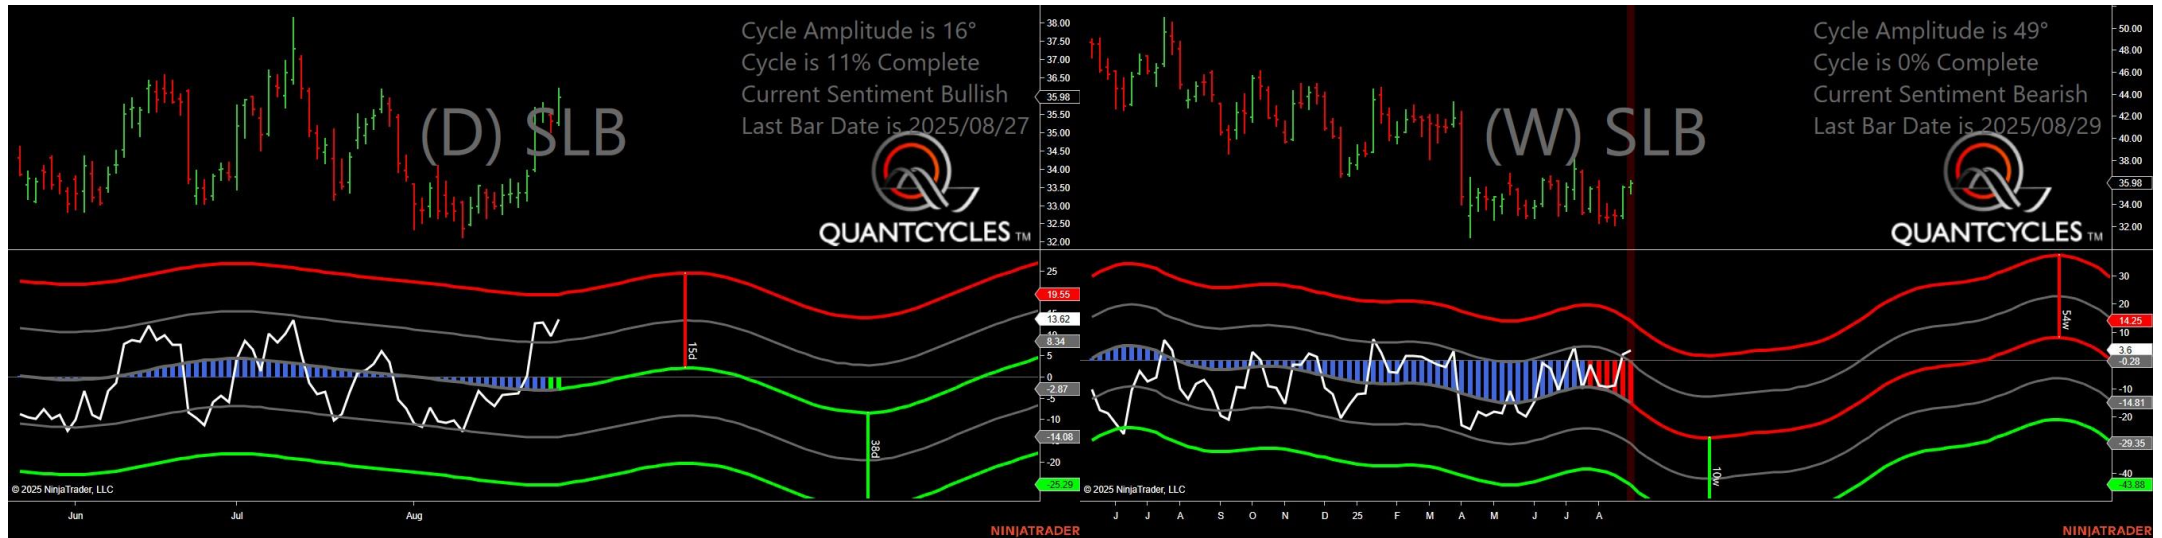 Cycle Amplitude is 16°
Cycle is 11% Complete
Current Sentiment Bullish
Last Bar Date is 2025/08/27
(D) SLB
QUANTCYCLES TM
38.00
37.50
37.00
36.50
35.98
35.50
35.00
34.50
34.00
33.50
33.00
32.50
32.00
25
19.55
13.62
8.34
5
0
-2.87
-5
-10
-14.08
-20
-25.29
15d
38d
© 2025 NinjaTrader, LLC
Jun Jul Aug
NINJATRADER
Cycle Amplitude is 49°
Cycle is 0% Complete
Current Sentiment Bearish
Last Bar Date is 2025/08/29
(W) SLB
QUANTCYCLES TM
50.00
48.00
46.00
44.00
42.00
40.00
38.00
35.98
34.00
32.00
30
20
14.25
10
3.6
-0.28
-10
-14.81
-20
-29.35
-40
-43.88
54w
10w
© 2025 NinjaTrader, LLC
J J A S O N D 25 F M A M J J A
NINJATRADER